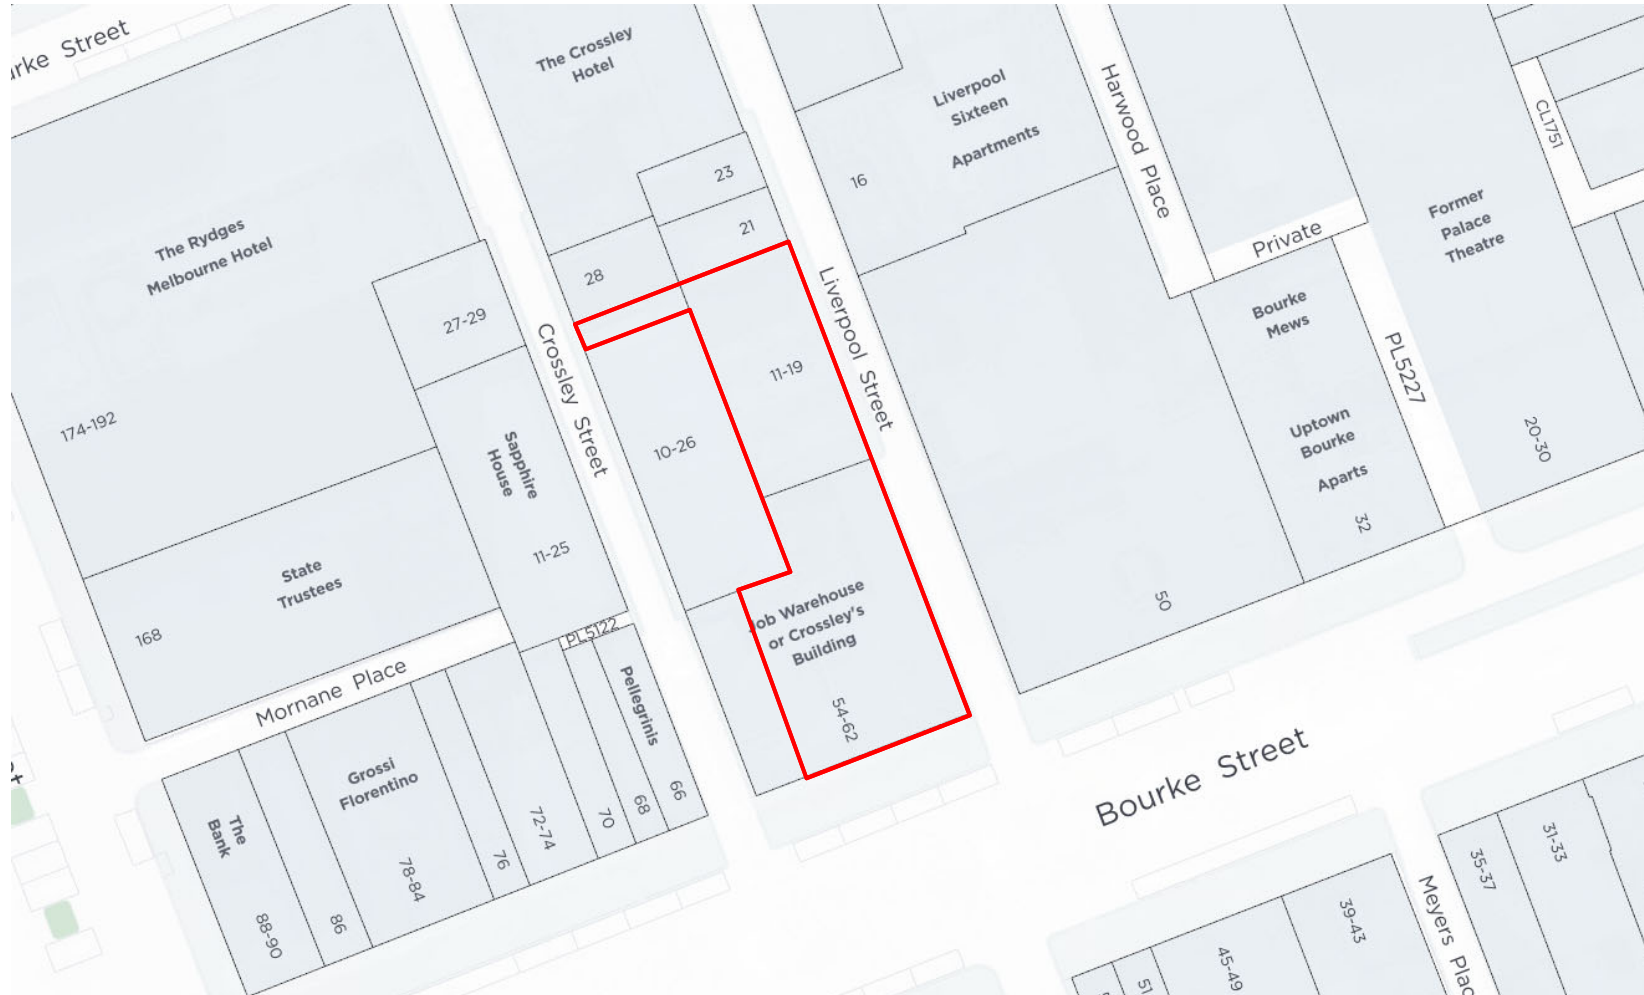 urke Street
The Crossley
Hotel
Liverpool
Sixteen
Apartments
16
Harwood Place
CL1751
23
21
28
The Rydges
Melbourne Hotel
27-29
174-192
Crossley Street
Liverpool Street
11-19
10-26
Private
Former
Palace
Theatre
Bourke
Mews
PL5227
Uptown
Bourke
Aparts
32
20-30
Sapphire
House
11-25
State
Trustees
168
50
Job Warehouse
or Crossley's
Building
54-62
PL5122
Mornane Place
Pellegrinis
Grossi
Florentino
The
Bank
88-90
86
78-84
76
72-74
70
68
66
Bourke Street
Meyers Plac
35-37
31-33
39-43
45-49
51